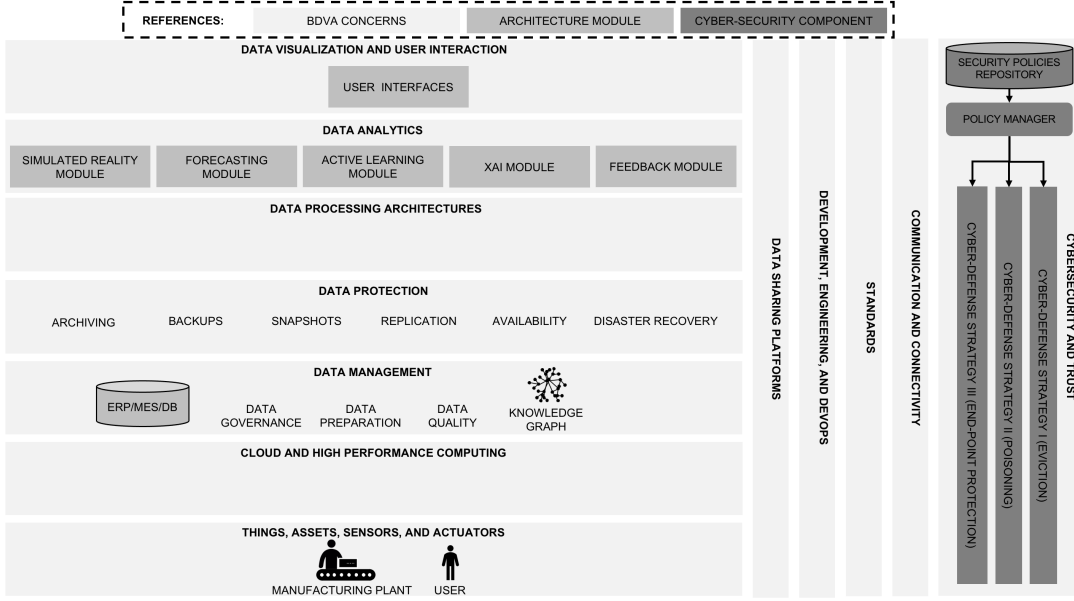 REFERENCES:
BDVA CONCERNS
ARCHITECTURE MODULE
CYBER-SECURITY COMPONENT
DATA VISUALIZATION AND USER INTERACTION
USER INTERFACES
DATA ANALYTICS
SIMULATED REALITY
MODULE
FORECASTING
MODULE
ACTIVE LEARNING
MODULE
XAI MODULE
FEEDBACK MODULE
DATA PROCESSING ARCHITECTURES
DATA PROTECTION
ARCHIVING
BACKUPS
SNAPSHOTS
REPLICATION
AVAILABILITY
DISASTER RECOVERY
DATA MANAGEMENT
ERP/MES/DB
DATA
GOVERNANCE
DATA
PREPARATION
DATA
QUALITY
KNOWLEDGE
GRAPH
CLOUD AND HIGH PERFORMANCE COMPUTING
THINGS, ASSETS, SENSORS, AND ACTUATORS
MANUFACTURING PLANT
USER
DATA SHARING PLATFORMS
DEVELOPMENT, ENGINEERING, AND DEVOPS
STANDARDS
COMMUNICATION AND CONNECTIVITY
SECURITY POLICIES
REPOSITORY
POLICY MANAGER
CYBER-DEFENSE STRATEGY III (END-POINT PROTECTION)
CYBER-DEFENSE STRATEGY II (POISONING)
CYBER-DEFENSE STRATEGY I (EVICTION)
CYBERSECURITY AND TRUST